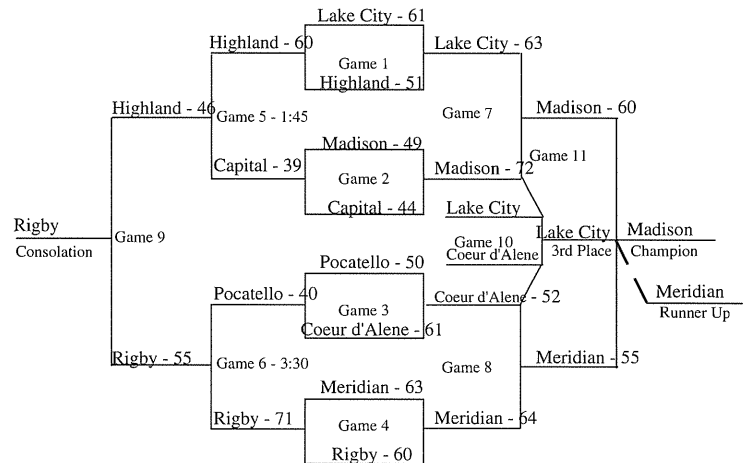 Lake City - 61
Highland - 60
Lake City - 63
Game 1
Highland - 51
Highland - 46
Game 5 - 1:45
Game 7
Madison - 60
Madison - 49
Capital - 39
Game 2
Madison - 72
Game 11
Capital - 44
Lake City
Rigby
Game 9
Game 10
Lake City
Madison
Consolation
Coeur d'Alene
3rd Place
Champion
Pocatello - 50
Pocatello - 40
Game 3
Coeur d'Alene - 52
Meridian
Coeur d'Alene - 61
Runner Up
Rigby - 55
Game 6 - 3:30
Game 8
Meridian - 55
Meridian - 63
Rigby - 71
Game 4
Meridian - 64
Rigby - 60